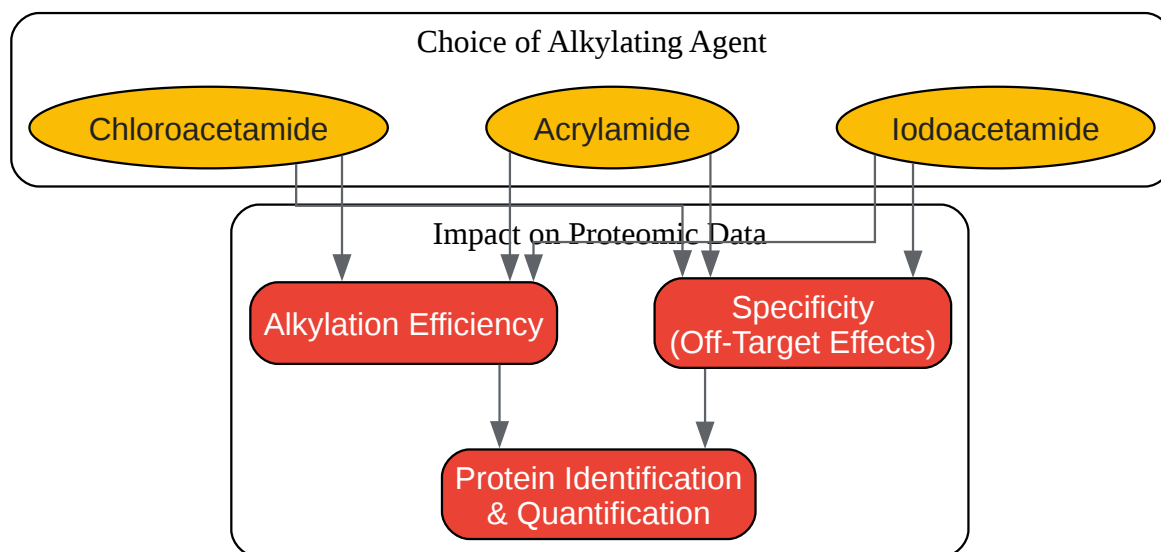 Choice of Alkylating Agent
Chloroacetamide
Acrylamide
Iodoacetamide
Impact on Proteomic Data
Alkylation Efficiency
Specificity
(Off-Target Effects)
Protein Identification
& Quantification